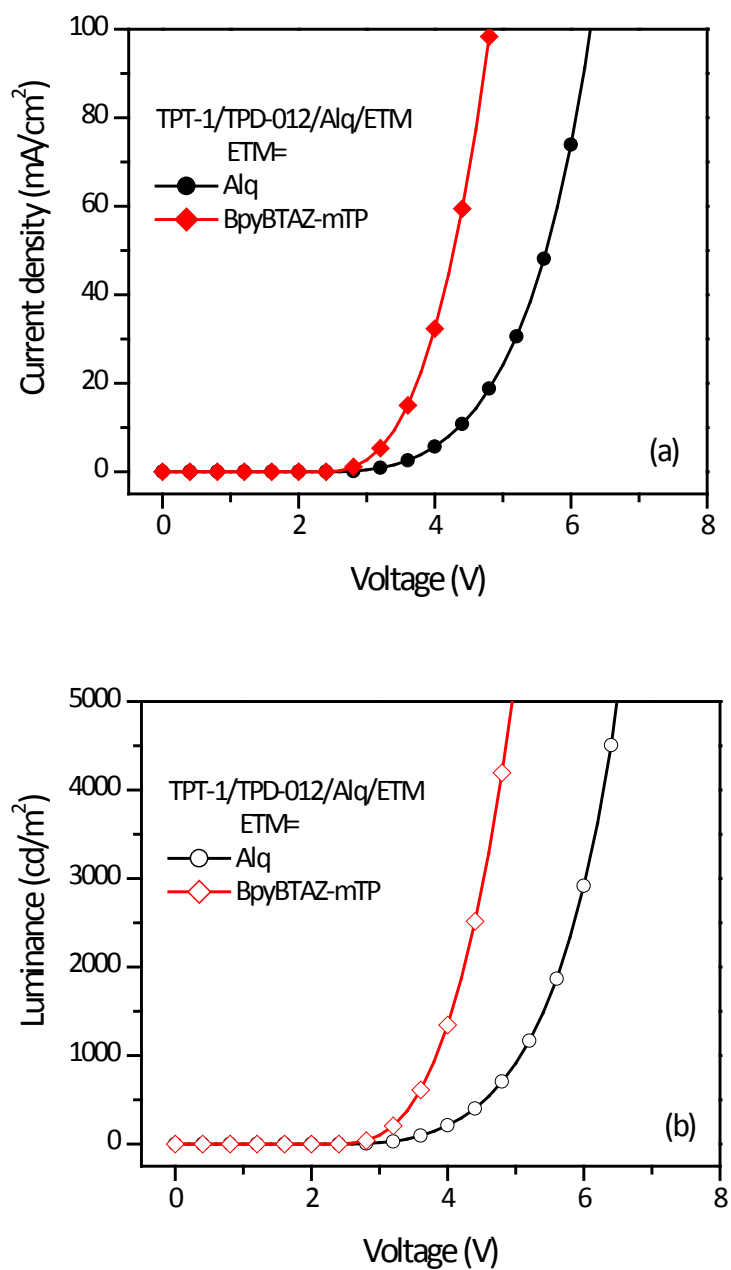 100
80
60
40
20
0
Current density (mA/cm²)
TPT-1/TPD-012/Alq/ETM
ETM=
Alq
BpyBTAZ-mTP
(a)
0 2 4 6 8
Voltage (V)
5000
4000
3000
2000
1000
0
Luminance (cd/m²)
TPT-1/TPD-012/Alq/ETM
ETM=
Alq
BpyBTAZ-mTP
(b)
0 2 4 6 8
Voltage (V)